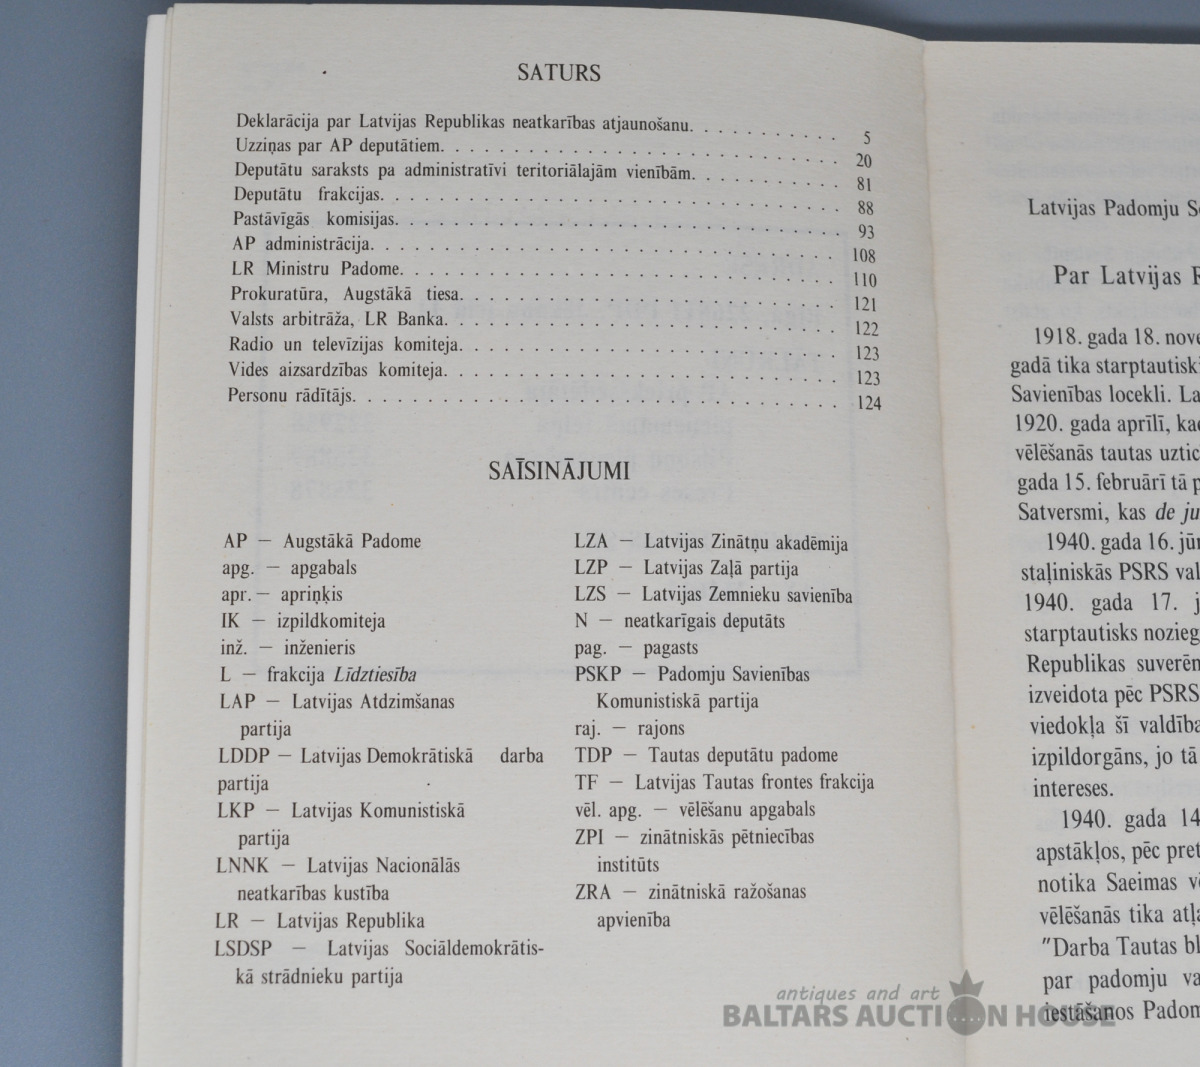 SATURS
Deklarācija par Latvijas Republikas neatkarības atjaunošanu. . . . . . . . . . . 5
Uzziņas par AP deputātiem. . . . . . . . . . . . . . . . . . . . . . . . . 20
Deputātu saraksts pa administratīvi teritoriālajām vienībām. . . . . . . . . . . 81
Deputātu frakcijas. . . . . . . . . . . . . . . . . . . . . . . . . . . . . 88
Pastāvīgās komisijas. . . . . . . . . . . . . . . . . . . . . . . . . . . . 93
AP administrācija. . . . . . . . . . . . . . . . . . . . . . . . . . . . . 108
LR Ministru Padome. . . . . . . . . . . . . . . . . . . . . . . . . . . . 110
Prokuratūra, Augstākā tiesa. . . . . . . . . . . . . . . . . . . . . . . . 121
Valsts arbitrāža, LR Banka. . . . . . . . . . . . . . . . . . . . . . . . . 122
Radio un televīzijas komiteja. . . . . . . . . . . . . . . . . . . . . . . . 123
Vides aizsardzības komiteja. . . . . . . . . . . . . . . . . . . . . . . . . 123
Personu rādītājs. . . . . . . . . . . . . . . . . . . . . . . . . . . . . . 124
SAĪSINĀJUMI
AP — Augstākā Padome
apg. — apgabals
apr. — apriņķis
IK — izpildkomiteja
inž. — inženieris
L — frakcija Līdztiesība
LAP — Latvijas Atdzimšanas
partija
LDDP — Latvijas Demokrātiskā darba
partija
LKP — Latvijas Komunistiskā
partija
LNNK — Latvijas Nacionālās
neatkarības kustība
LR — Latvijas Republika
LSDSP — Latvijas Sociāldemokrātis-
kā strādnieku partija
LZA — Latvijas Zinātņu akadēmija
LZP — Latvijas Zaļā partija
LZS — Latvijas Zemnieku savienība
N — neatkarīgais deputāts
pag. — pagasts
PSKP — Padomju Savienības
Komunistiskā partija
raj. — rajons
TDP — Tautas deputātu padome
TF — Latvijas Tautas frontes frakcija
vēl. apg. — vēlēšanu apgabals
ZPI — zinātniskās pētniecības
institūts
ZRA — zinātniskā ražošanas
apvienība
Latvijas Padomju
Par Latvijas
1918. gada 18.
gadā tika
Savienības locekli.
1920. gada aprīlī,
vēlēšanās tautas
gada 15. februārī tā
Satversmi, kas de
1940. gada 16.
staļiniskās PSRS
1940. gada 17.
starptautisks
Republikas
izveidota pēc PSRS
viedokļa šī
izpildorgāns, jo tā
intereses.
1940. gada 14
apstākļos, pēc
notika Saeimas
vēlēšanās tika
"Darba Tautas
par padomju
iestāšanos
antiques and art
BALTARS AUCTION HOUSE